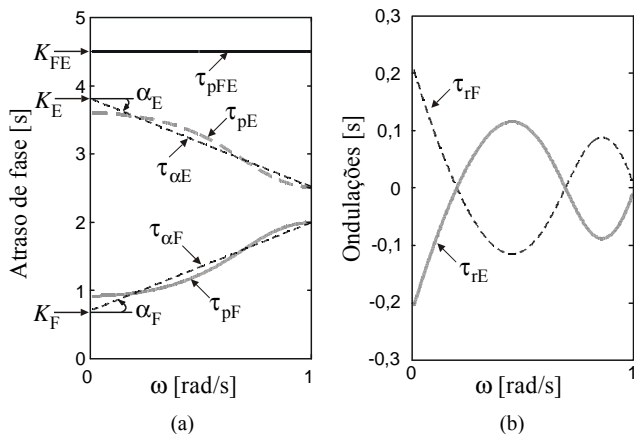 5
4
3
2
1
0
0
1
Atraso de fase [s]
ω [rad/s]
K_FE
K_E
K_F
τ_pFE
α_E
τ_pE
τ_αE
τ_αF
α_F
τ_pF
(a)
0,3
0,2
0,1
0
-0,1
-0,2
-0,3
0
1
Ondulações [s]
ω [rad/s]
τ_rF
τ_rE
(b)